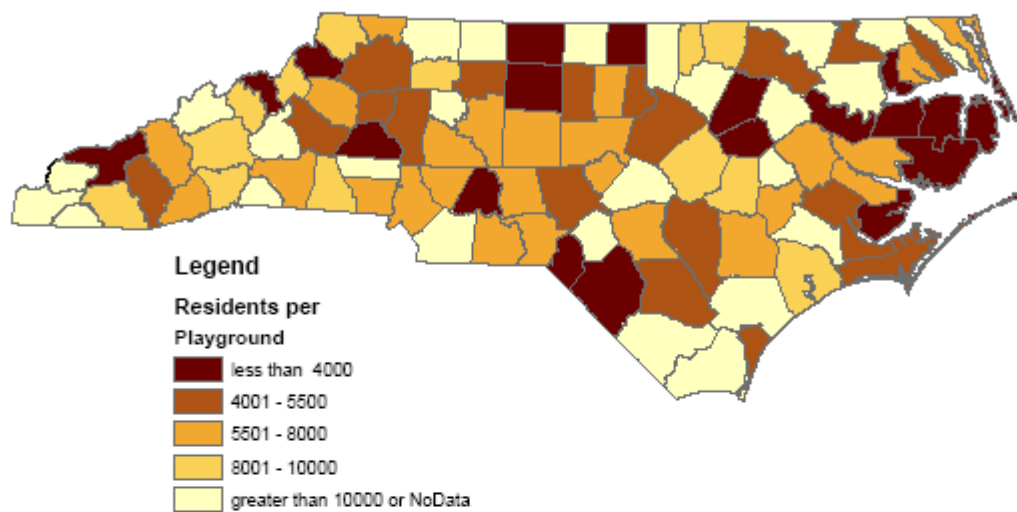 Legend
Residents per
Playground
less than 4000
4001 - 5500
5501 - 8000
8001 - 10000
greater than 10000 or NoData